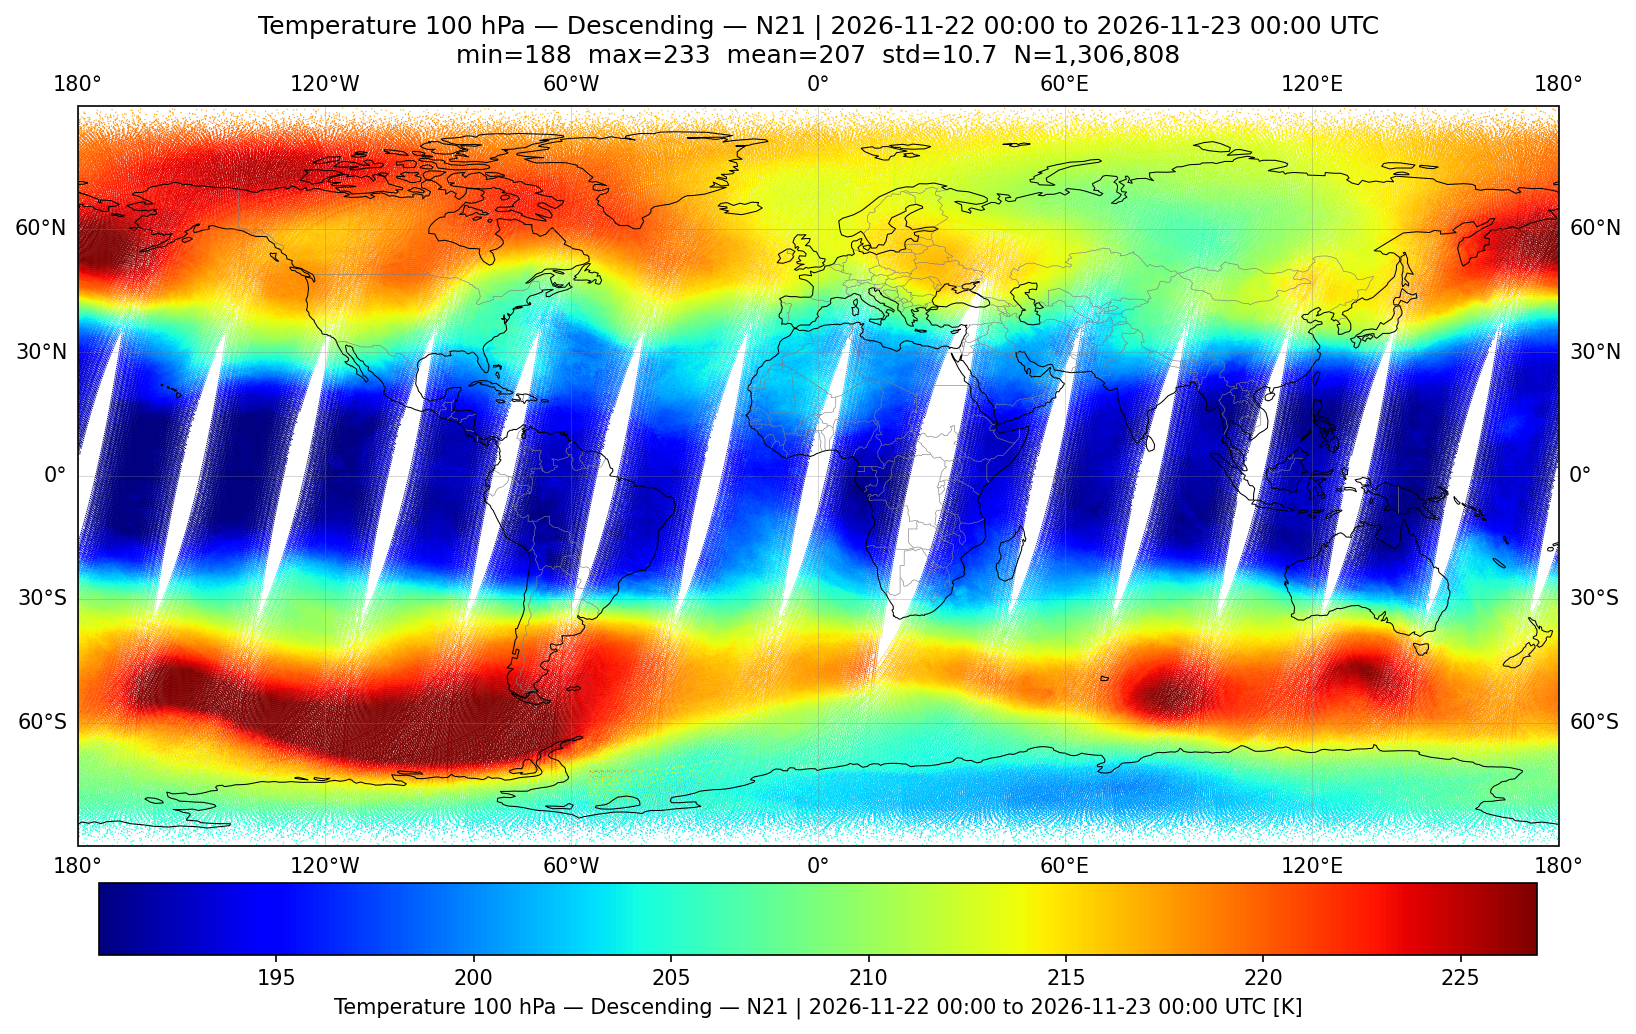 Temperature 100 hPa — Descending — N21 | 2026-11-22 00:00 to 2026-11-23 00:00 UTC
min=188  max=233  mean=207  std=10.7  N=1,306,808
180° 120°W 60°W 0° 60°E 120°E 180°
60°N 60°N
30°N 30°N
0° 0°
30°S 30°S
60°S 60°S
180° 120°W 60°W 0° 60°E 120°E 180°
195 200 205 210 215 220 225
Temperature 100 hPa — Descending — N21 | 2026-11-22 00:00 to 2026-11-23 00:00 UTC [K]